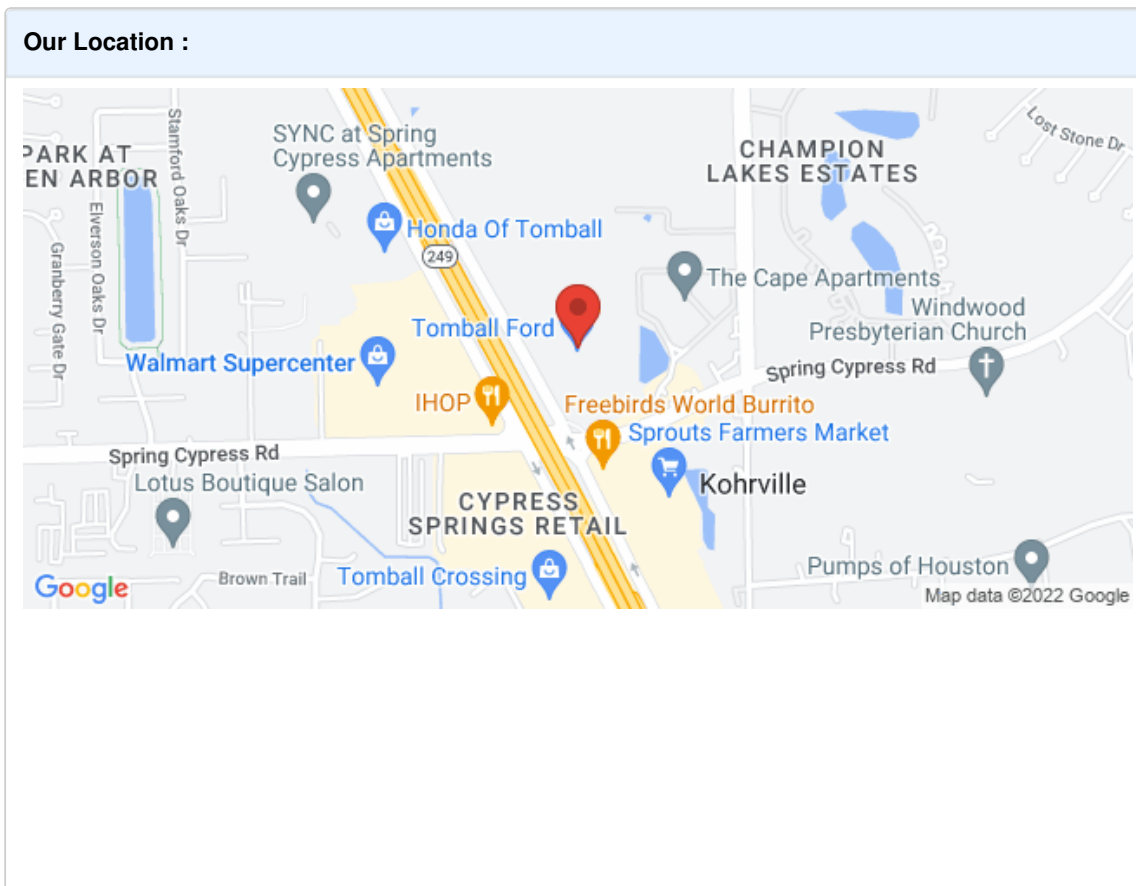 Our Location :
PARK AT
EN ARBOR
Stamford Oaks Dr
Elverson Oaks Dr
Granberry Gate Dr
SYNC at Spring
Cypress Apartments
Honda Of Tomball
249
CHAMPION
LAKES ESTATES
Lost Stone Dr
The Cape Apartments
Windwood
Presbyterian Church
Tomball Ford
Walmart Supercenter
IHOP
Spring Cypress Rd
Freebirds World Burrito
Sprouts Farmers Market
Spring Cypress Rd
Lotus Boutique Salon
Kohrville
CYPRESS
SPRINGS RETAIL
Brown Trail
Tomball Crossing
Pumps of Houston
Google
Map data ©2022 Google